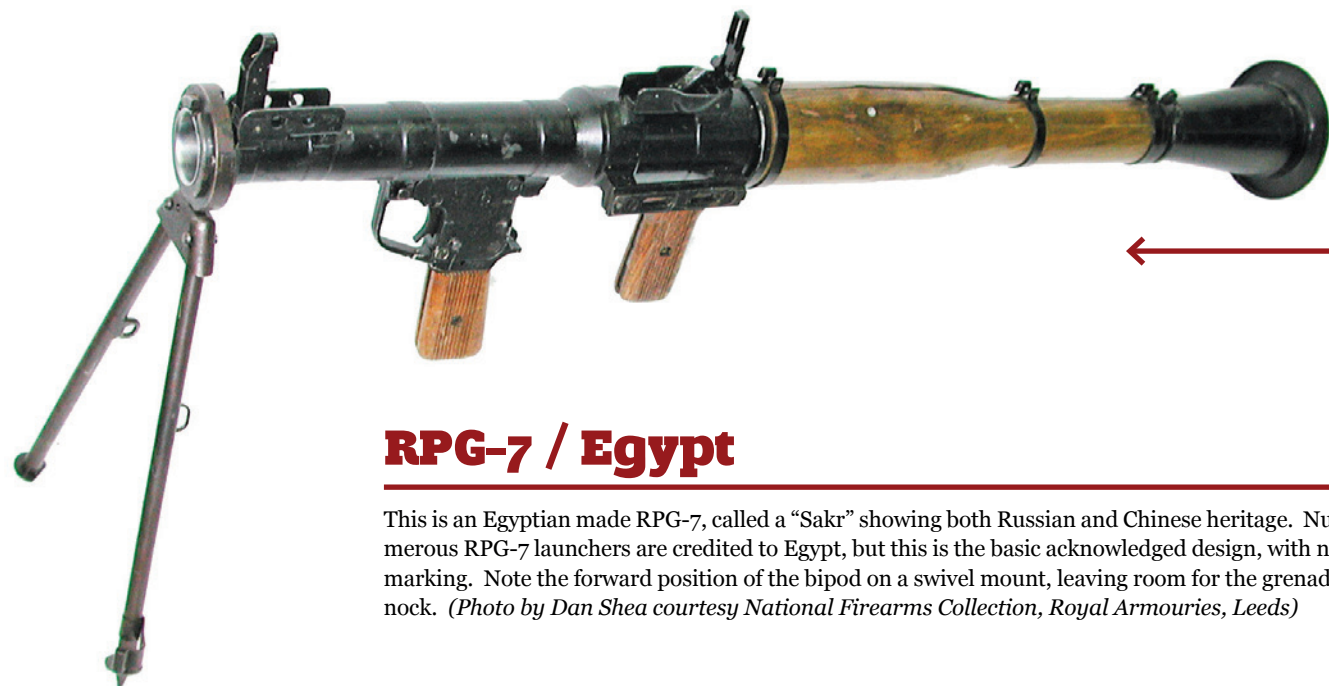 RPG-7 / Egypt
This is an Egyptian made RPG-7, called a “Sakr” showing both Russian and Chinese heritage.  Nu
merous RPG-7 launchers are credited to Egypt, but this is the basic acknowledged design, with n
marking.  Note the forward position of the bipod on a swivel mount, leaving room for the grenad
nock.  (Photo by Dan Shea courtesy National Firearms Collection, Royal Armouries, Leeds)